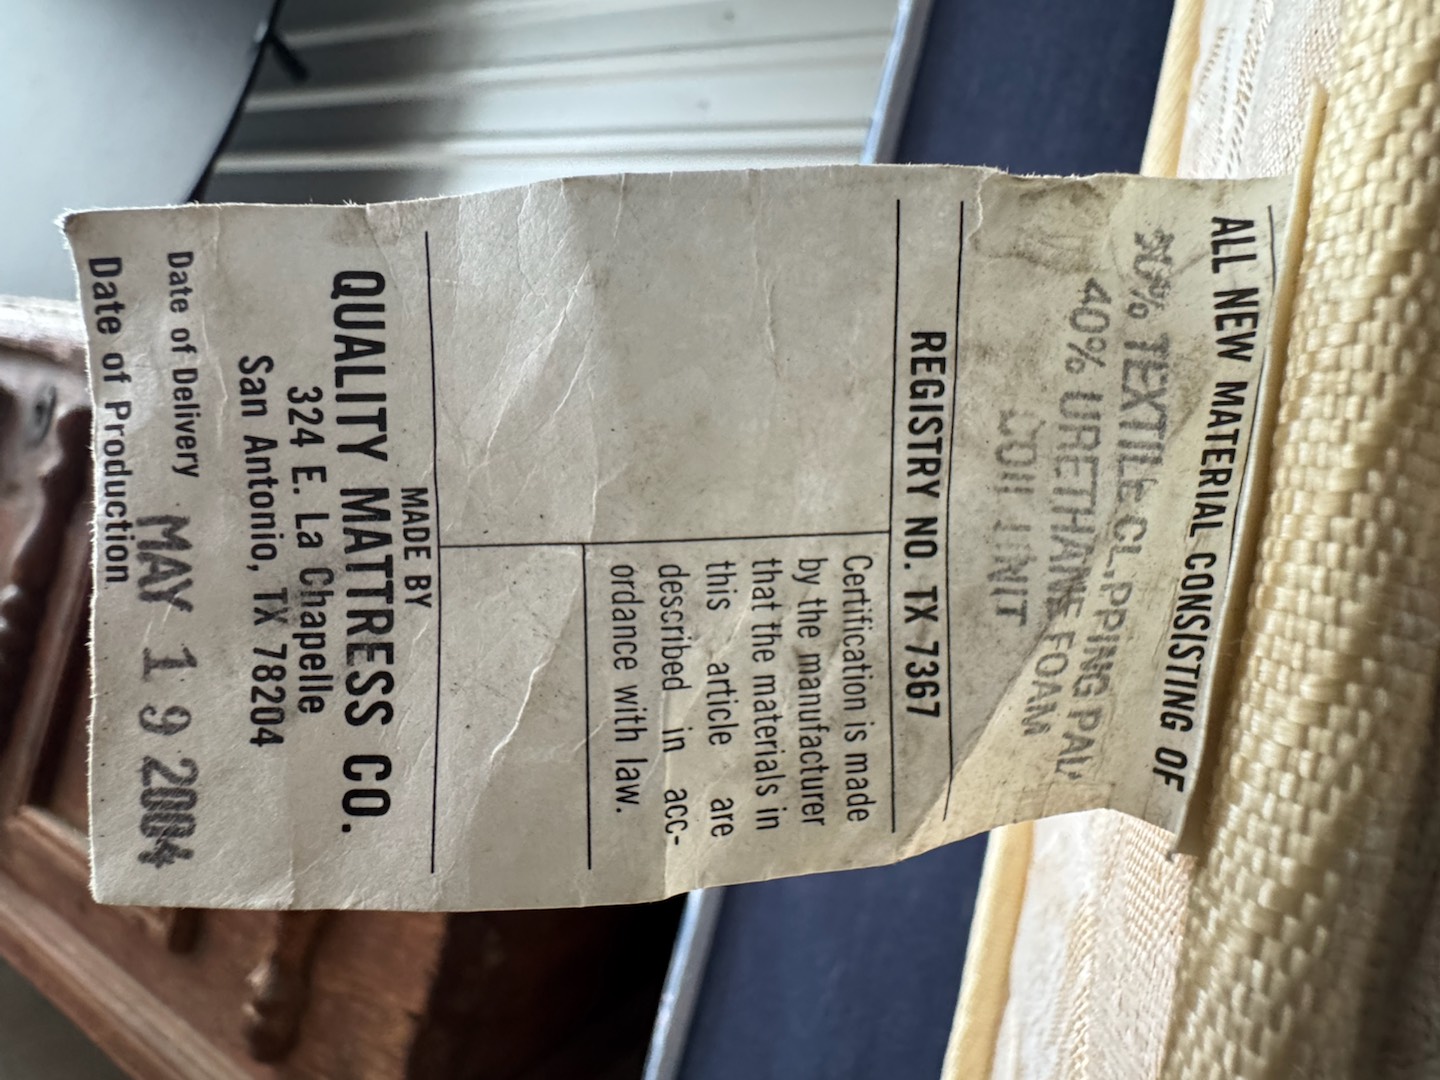 ALL NEW MATERIAL CONSISTING OF
% TEXTILE CLIPPING PAD
40% URETHANE FOAM
COIL UNIT
REGISTRY NO. TX 7367
Certification is made
by the manufacturer
that the materials in
this article are
described in acc-
ordance with law.
MADE BY
QUALITY MATTRESS CO.
324 E. La Chapelle
San Antonio, TX 78204
Date of Delivery MAY 19 2004
Date of Production